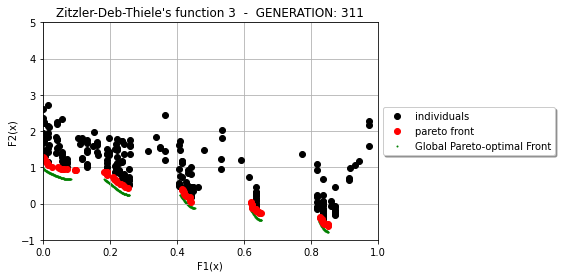 Zitzler-Deb-Thiele's function 3 - GENERATION: 311
5
4
3
2
1
0
−1
F2(x)
0.0 0.2 0.4 0.6 0.8 1.0
F1(x)
individuals
pareto front
Global Pareto-optimal Front